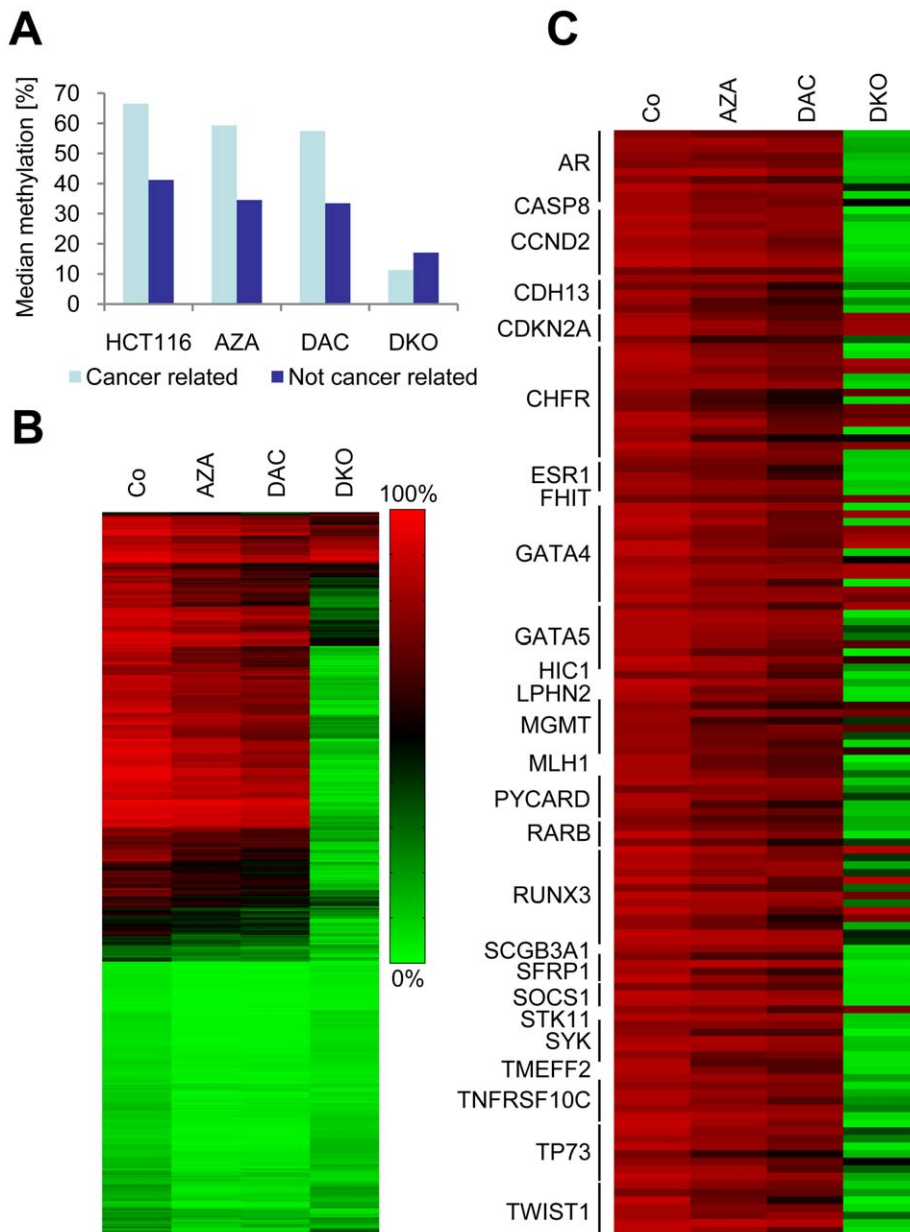 A
Median methylation [%]
70
60
50
40
30
20
10
0
HCT116 AZA DAC DKO
Cancer related Not cancer related
B
Co AZA DAC DKO
100%
0%
C
Co AZA DAC DKO
AR
CASP8
CCND2
CDH13
CDKN2A
CHFR
ESR1
FHIT
GATA4
GATA5
HIC1
LPHN2
MGMT
MLH1
PYCARD
RARB
RUNX3
SCGB3A1
SFRP1
SOCS1
STK11
SYK
TMEFF2
TNFRSF10C
TP73
TWIST1